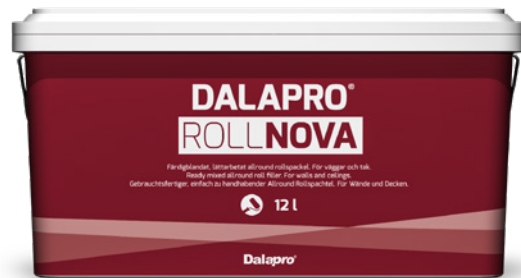 DALAPRO®
ROLLNOVA
Färdigblandat, lättarbetat allround rollspackel. För väggar och tak.
Ready mixed allround roll filler. For walls and ceilings.
Gebrauchtsfertiger, einfach zu handhabender Allround Rollspachtel. Für Wände und Decken.
12 l
Dalapro®